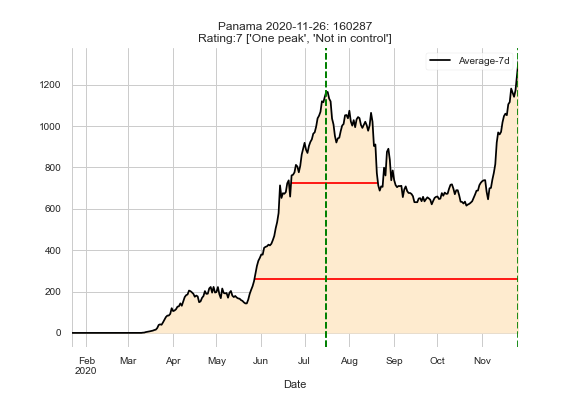 Panama 2020-11-26: 160287
Rating:7 ['One peak', 'Not in control']
Average-7d
1200
1000
800
600
400
200
0
Feb Mar Apr May Jun Jul Aug Sep Oct Nov
2020
Date